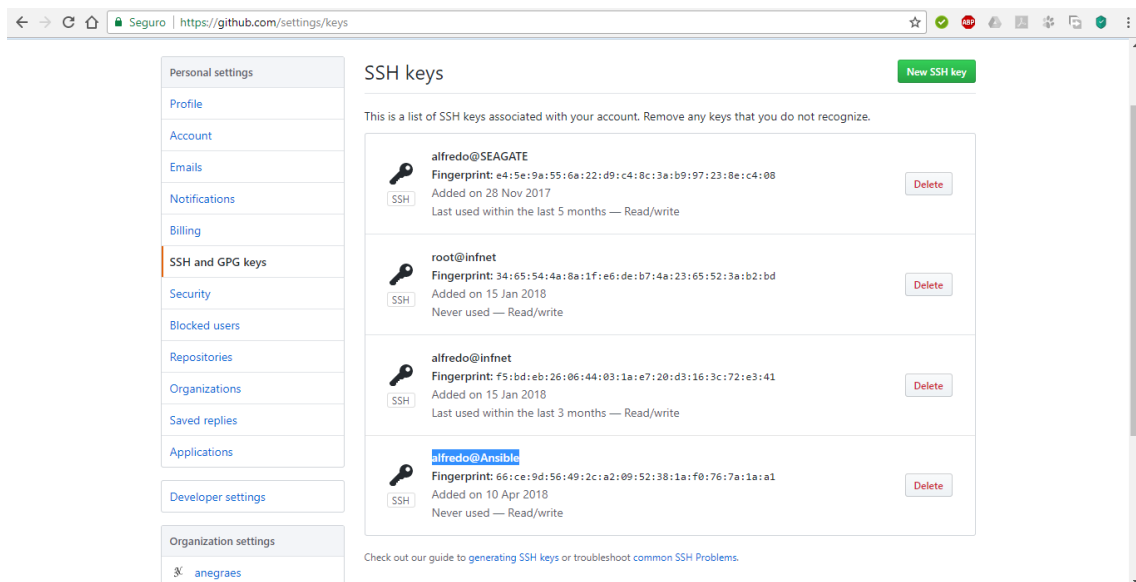 Seguro | https://github.com/settings/keys
ABP
Personal settings
Profile
Account
Emails
Notifications
Billing
SSH and GPG keys
Security
Blocked users
Repositories
Organizations
Saved replies
Applications
Developer settings
Organization settings
anegraes
SSH keys
New SSH key
This is a list of SSH keys associated with your account. Remove any keys that you do not recognize.
SSH
alfredo@SEAGATE
Fingerprint: e4:5e:9a:55:6a:22:d9:c4:8c:3a:b9:97:23:8e:c4:08
Added on 28 Nov 2017
Last used within the last 5 months — Read/write
Delete
SSH
root@infnet
Fingerprint: 34:65:54:4a:8a:1f:e6:de:b7:4a:23:65:52:3a:b2:bd
Added on 15 Jan 2018
Never used — Read/write
Delete
SSH
alfredo@infnet
Fingerprint: f5:bd:eb:26:06:44:03:1a:e7:20:d3:16:3c:72:e3:41
Added on 15 Jan 2018
Last used within the last 3 months — Read/write
Delete
SSH
alfredo@Ansible
Fingerprint: 66:ce:9d:56:49:2c:a2:09:52:38:1a:f0:76:7a:1a:a1
Added on 10 Apr 2018
Never used — Read/write
Delete
Check out our guide to generating SSH keys or troubleshoot common SSH Problems.